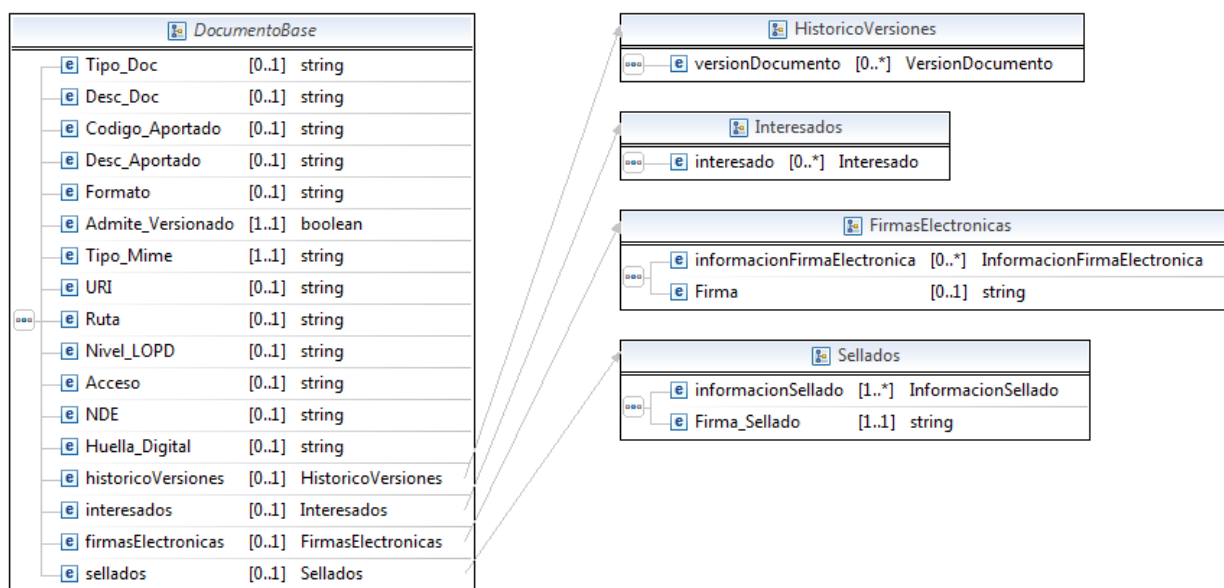 DocumentoBase
Tipo_Doc [0..1] string
Desc_Doc [0..1] string
Codigo_Aportado [0..1] string
Desc_Aportado [0..1] string
Formato [0..1] string
Admite_Versionado [1..1] boolean
Tipo_Mime [1..1] string
URI [0..1] string
Ruta [0..1] string
Nivel_LOPD [0..1] string
Acceso [0..1] string
NDE [0..1] string
Huella_Digital [0..1] string
historicoVersiones [0..1] HistoricoVersiones
interesados [0..1] Interesados
firmasElectronicas [0..1] FirmasElectronicas
sellados [0..1] Sellados
HistoricoVersiones
versionDocumento [0..*] VersionDocumento
Interesados
interesado [0..*] Interesado
FirmasElectronicas
informacionFirmaElectronica [0..*] InformacionFirmaElectronica
Firma [0..1] string
Sellados
informacionSellado [1..*] InformacionSellado
Firma_Sellado [1..1] string